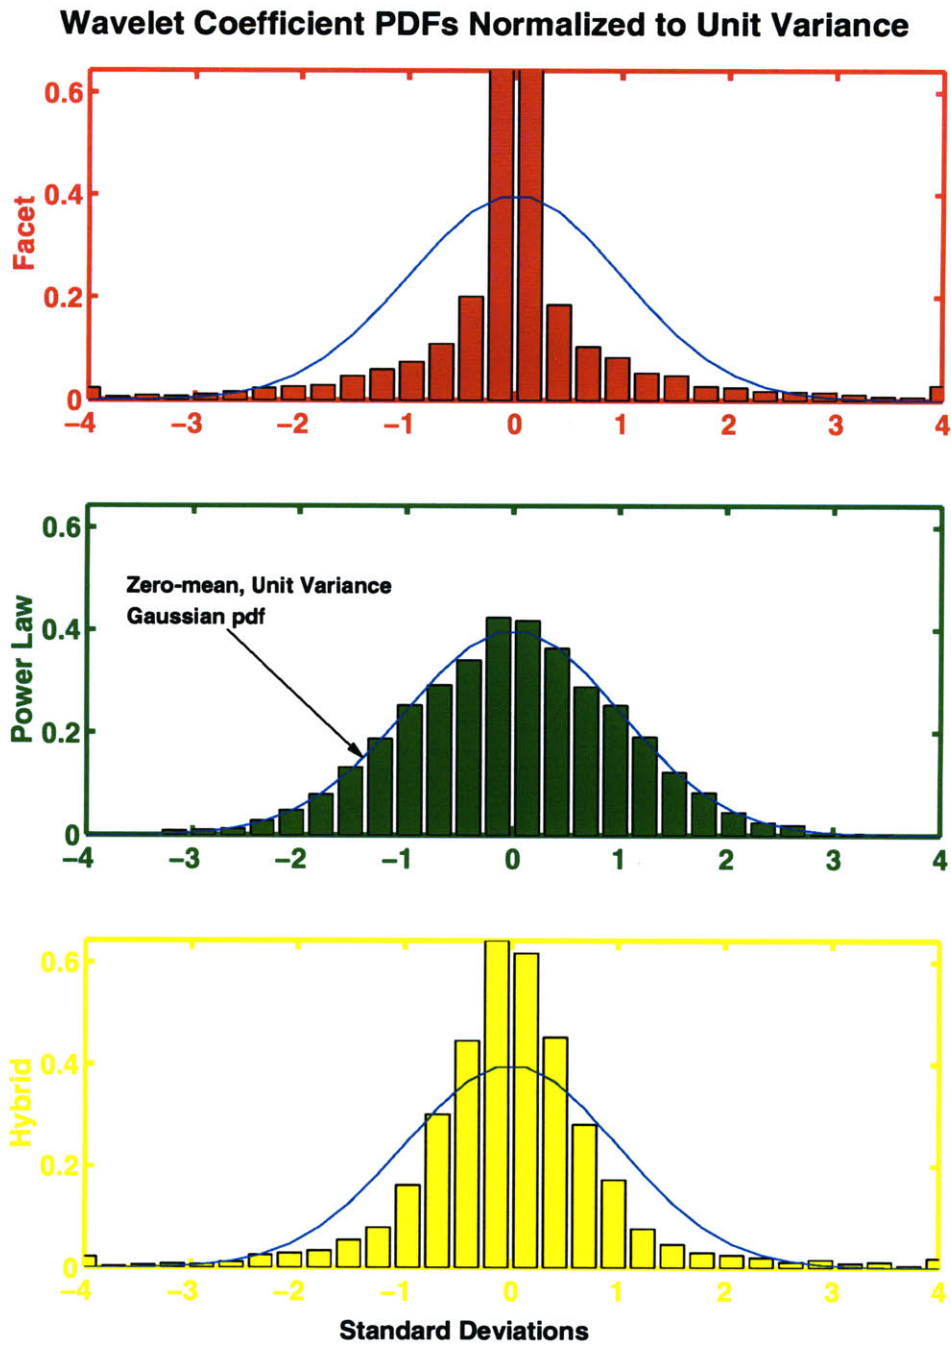 Wavelet Coefficient PDFs Normalized to Unit Variance
Facet
0.6
0.4
0.2
0
−4 −3 −2 −1 0 1 2 3 4
Power Law
0.6
Zero-mean, Unit Variance
Gaussian pdf
0.4
0.2
0
−4 −3 −2 −1 0 1 2 3 4
Hybrid
0.6
0.4
0.2
0
−4 −3 −2 −1 0 1 2 3 4
Standard Deviations